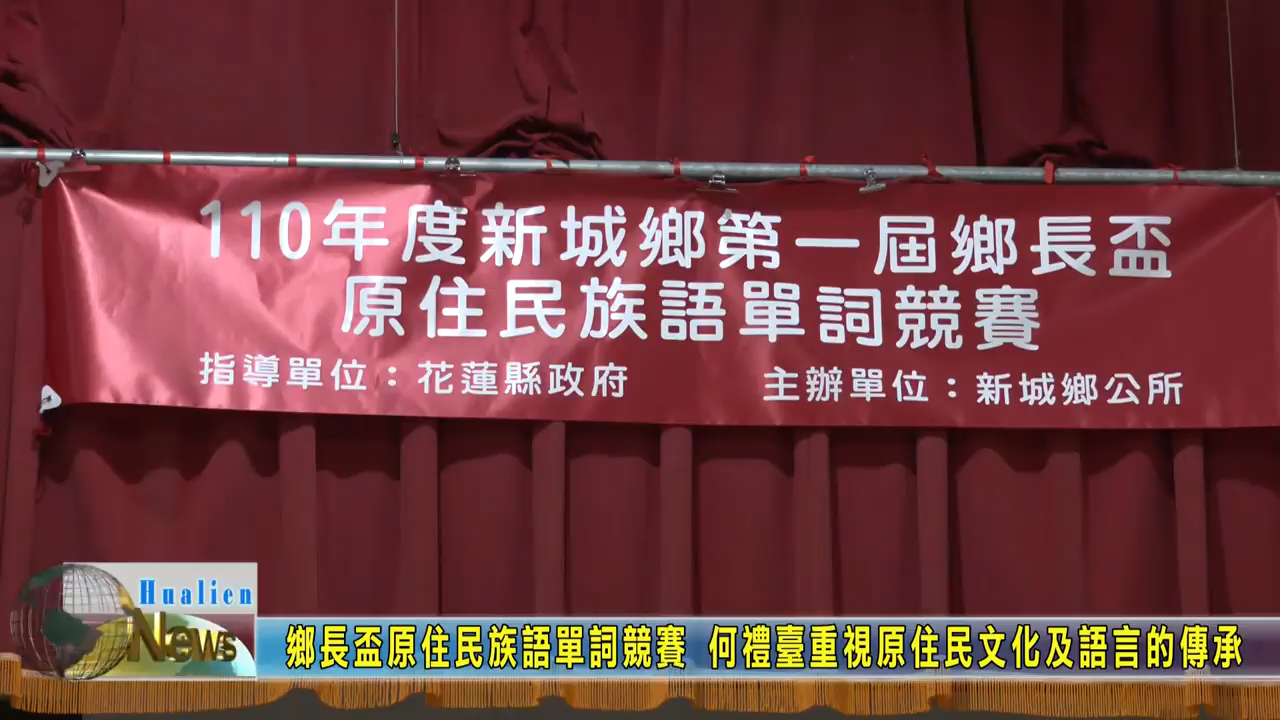 110年度新城鄉第一屆鄉長盃
原住民族語單詞競賽
指導單位：花蓮縣政府 主辦單位：新城鄉公所
Hualien
News
鄉長盃原住民族語單詞競賽 何禮臺重視原住民文化及語言的傳承